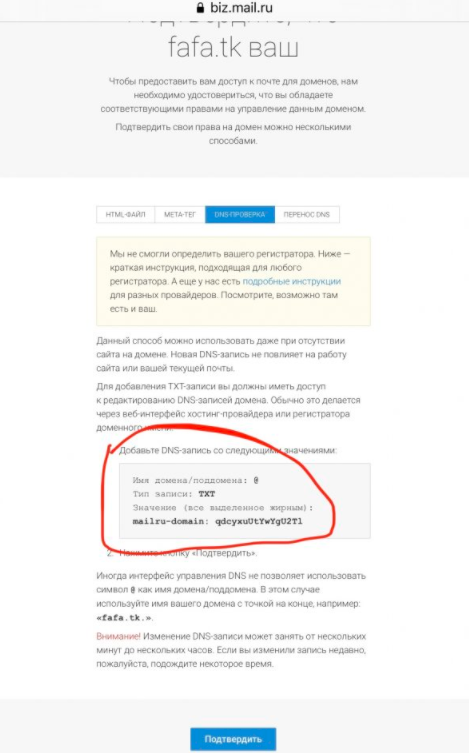 biz.mail.ru
fafa.tk ваш
Чтобы предоставить вам доступ к почте для доменов, нам
необходимо удостовериться, что вы обладаете
соответствующими правами на управление данным доменом.
Подтвердить свои права на домен можно несколькими
способами.
HTML-ФАЙЛ МЕТА-ТЕГ DNS-ПРОВЕРКА ПЕРЕНОС DNS
Мы не смогли определить вашего регистратора. Ниже —
краткая инструкция, подходящая для любого
регистратора. А еще у нас есть подробные инструкции
для разных провайдеров. Посмотрите, возможно там
есть и ваш.
Данный способ можно использовать даже при отсутствии
сайта на домене. Новая DNS-запись не повлияет на работу
сайта или вашей текущей почты.
Для добавления TXT-записи вы должны иметь доступ
к редактированию DNS-записей домена. Обычно это делается
через веб-интерфейс хостинг-провайдера или регистратора
доменного имени.
Добавьте DNS-запись со следующими значениями:
Имя домена/поддомена: @
Тип записи: TXT
Значение (все выделенное жирным):
mailru-domain: qdcyxuUtYwYgU2Tl
2. Нажмите кнопку «Подтвердить».
Иногда интерфейс управления DNS не позволяет использовать
символ @ как имя домена/поддомена. В этом случае
используйте имя вашего домена с точкой на конце, например:
«fafa.tk.».
Внимание! Изменение DNS-записи может занять от нескольких
минут до нескольких часов. Если вы изменили запись недавно,
пожалуйста, подождите некоторое время.
Подтвердить